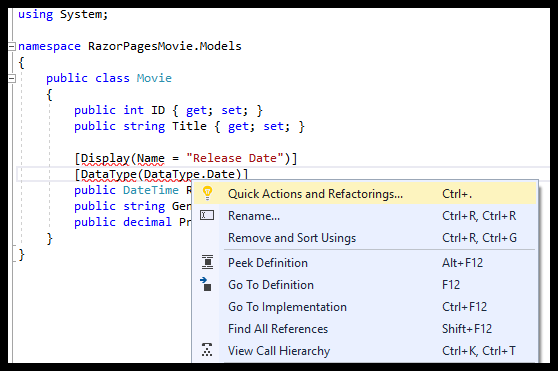 using System;
namespace RazorPagesMovie.Models
{
public class Movie
{
public int ID { get; set; }
public string Title { get; set; }
[Display(Name = "Release Date")]
[DataType(DataType.Date)]
public DateTime R
public string Gen
public decimal Pr
}
}
Quick Actions and Refactorings... Ctrl+.
Rename... Ctrl+R, Ctrl+R
Remove and Sort Usings Ctrl+R, Ctrl+G
Peek Definition Alt+F12
Go To Definition F12
Go To Implementation Ctrl+F12
Find All References Shift+F12
View Call Hierarchy Ctrl+K, Ctrl+T